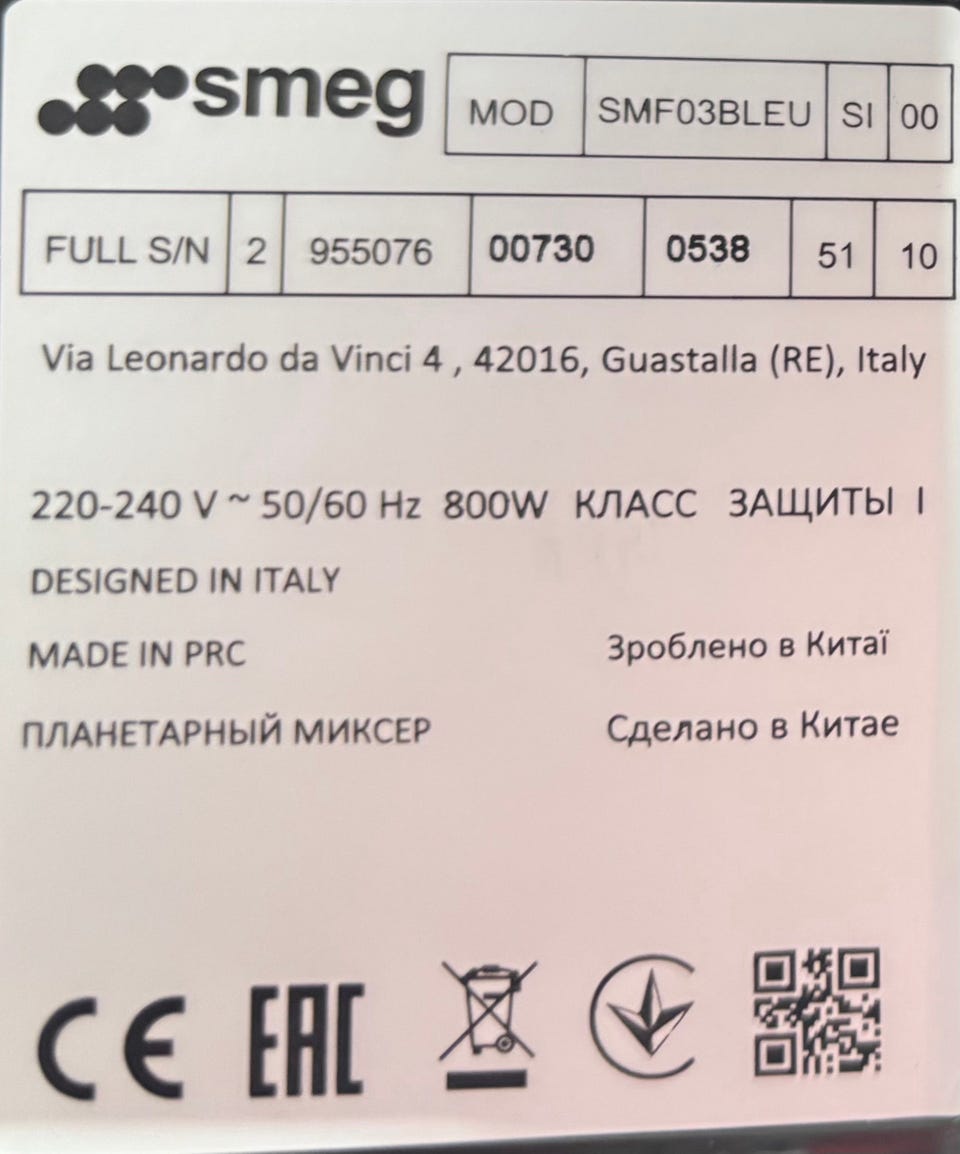 smeg MOD SMF03BLEU SI 00
FULL S/N 2 955076 00730 0538 51 10
Via Leonardo da Vinci 4 , 42016, Guastalla (RE), Italy
220-240 V ~ 50/60 Hz 800W КЛАСС ЗАЩИТЫ I
DESIGNED IN ITALY
MADE IN PRC Зроблено в Китаї
ПЛАНЕТАРНЫЙ МИКСЕР Сделано в Китае
CE EAC